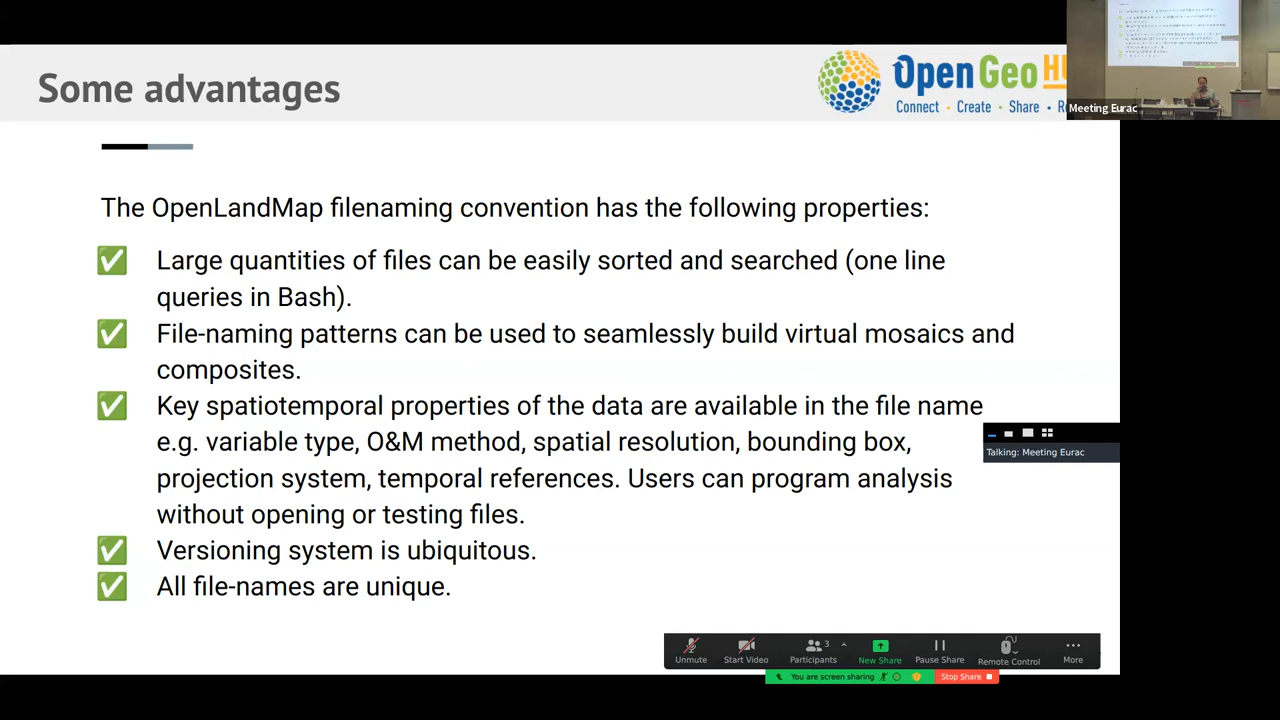 Some advantages
OpenGeoHU
Connect · Create · Share · R
Meeting Eurac
The OpenLandMap filenaming convention has the following properties:
✅ Large quantities of files can be easily sorted and searched (one line
queries in Bash).
✅ File-naming patterns can be used to seamlessly build virtual mosaics and
composites.
✅ Key spatiotemporal properties of the data are available in the file name
e.g. variable type, O&M method, spatial resolution, bounding box,
projection system, temporal references. Users can program analysis
without opening or testing files.
✅ Versioning system is ubiquitous.
✅ All file-names are unique.
Talking: Meeting Eurac
3
Unmute Start Video Participants New Share Pause Share Remote Control More
You are screen sharing Stop Share